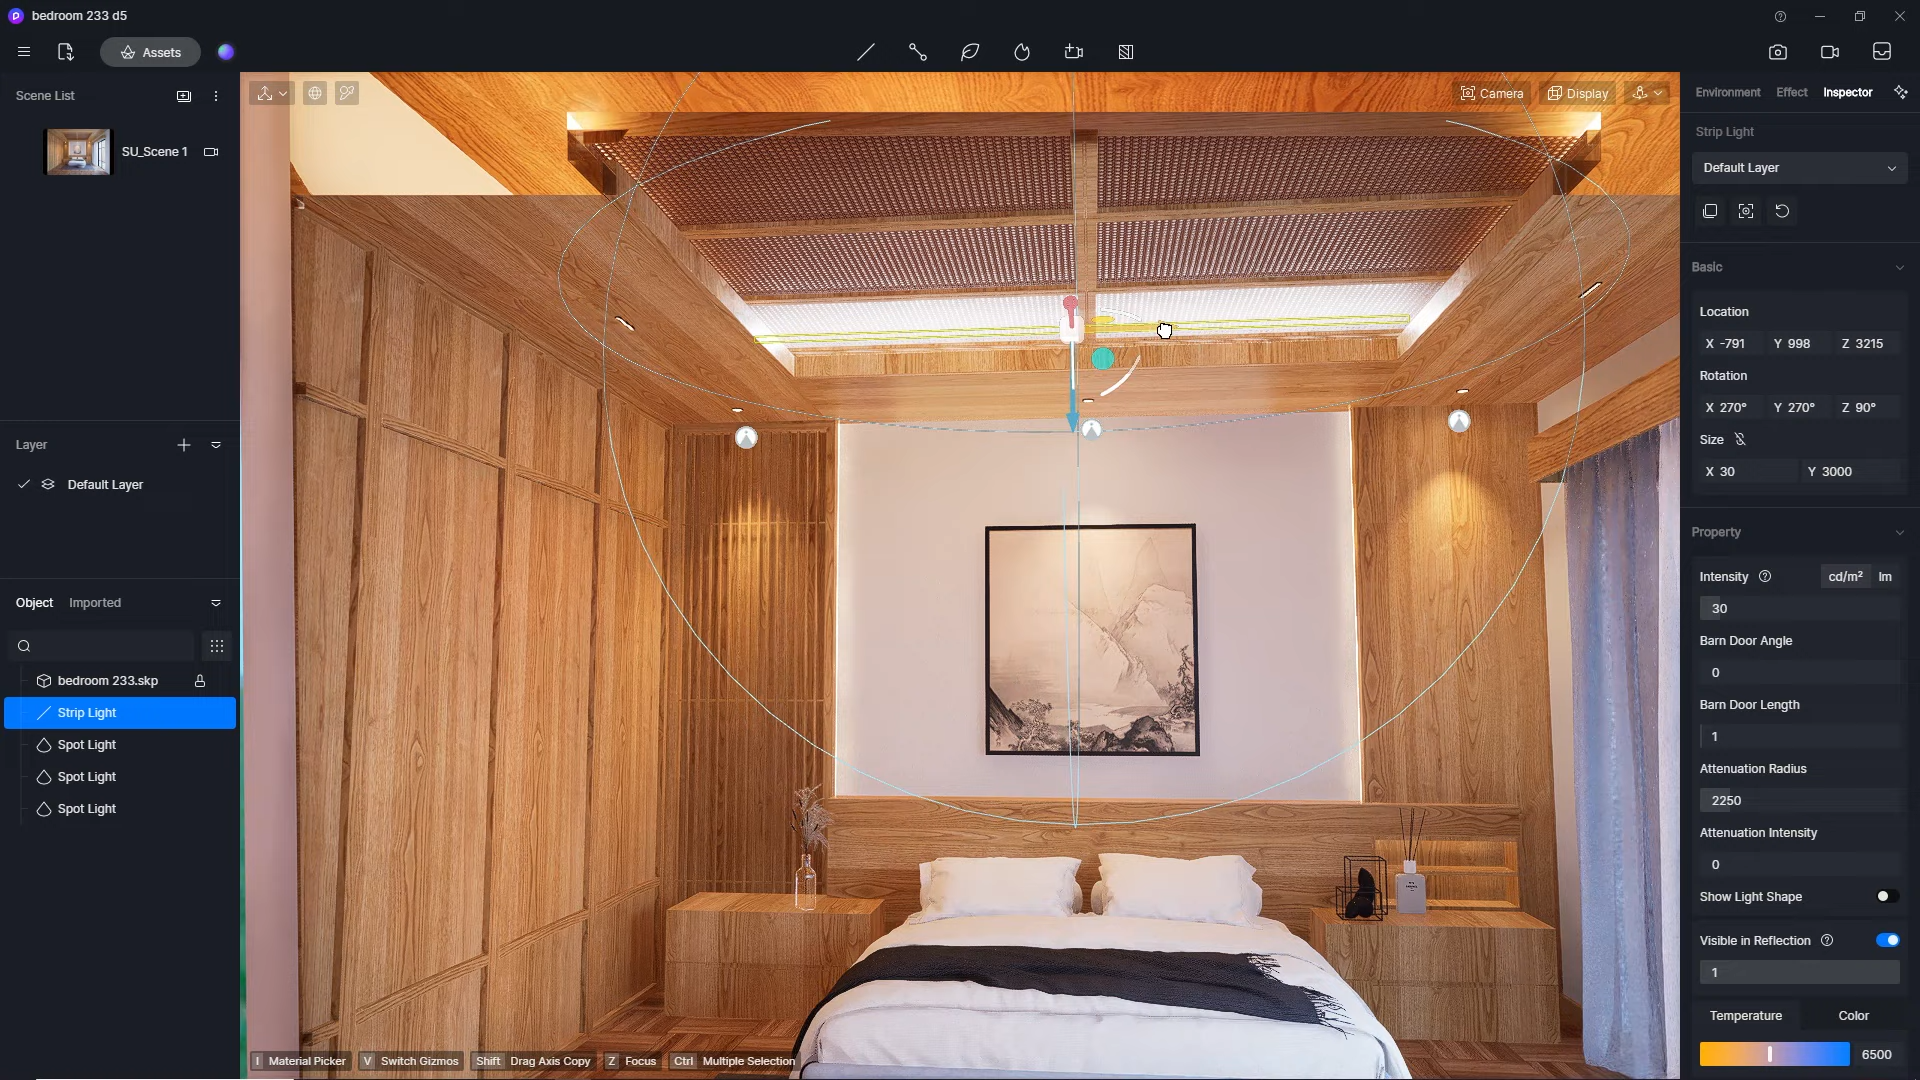 bedroom 233 d5
Assets
Scene List
SU_Scene 1
Camera
Display
Environment
Effect
Inspector
Strip Light
Default Layer
Basic
Location
X -791
Y 998
Z 3215
Rotation
X 270°
Y 270°
Z 90°
Size
X 30
Y 3000
Layer
Default Layer
Property
Intensity
cd/m²
lm
30
Barn Door Angle
0
Barn Door Length
1
Attenuation Radius
2250
Attenuation Intensity
0
Show Light Shape
Visible in Reflection
1
Temperature
Color
6500
Object
Imported
bedroom 233.skp
Strip Light
Spot Light
Spot Light
Spot Light
I Material Picker
V Switch Gizmos
Shift Drag Axis Copy
Z Focus
Ctrl Multiple Selection